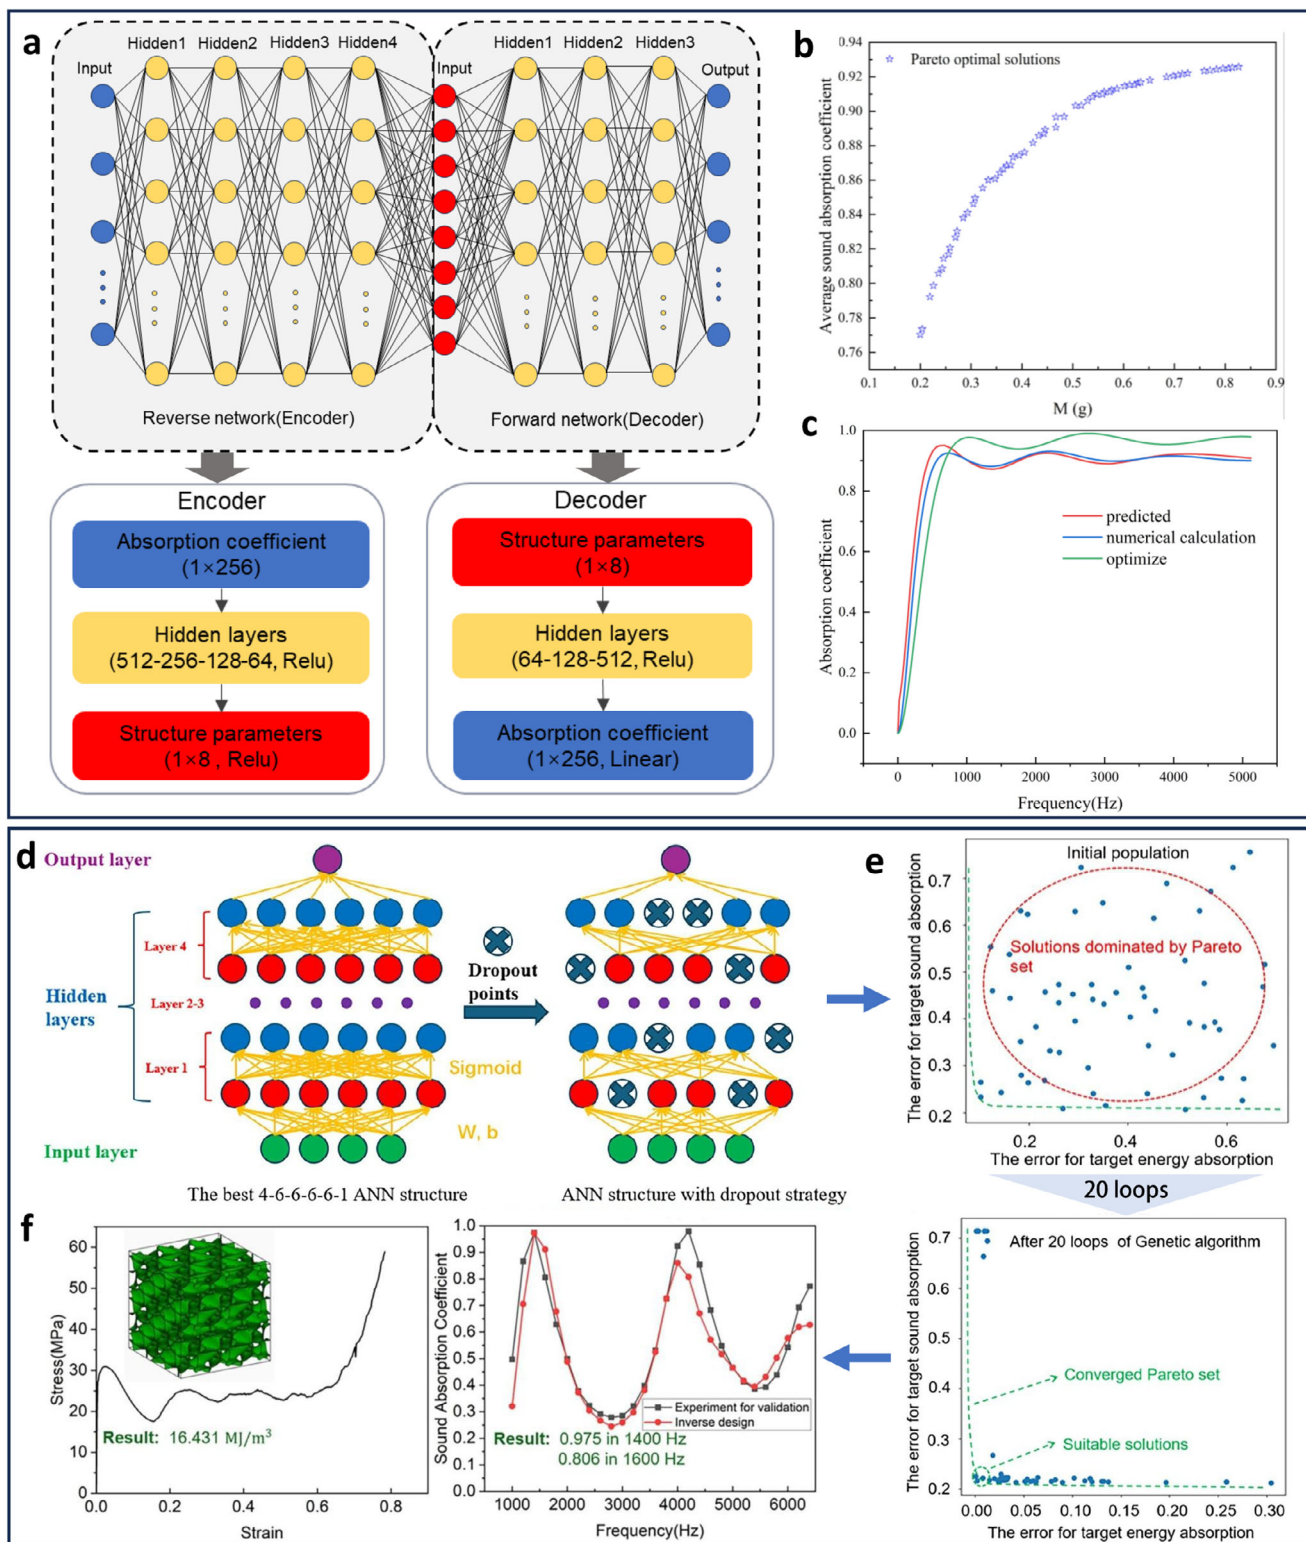 a
Hidden1 Hidden2 Hidden3 Hidden4
Input
Hidden1 Hidden2 Hidden3
Input
Output
Reverse network(Encoder)
Forward network(Decoder)
Encoder
Absorption coefficient
(1×256)
Hidden layers
(512-256-128-64, Relu)
Structure parameters
(1×8 , Relu)
Decoder
Structure parameters
(1×8)
Hidden layers
(64-128-512, Relu)
Absorption coefficient
(1×256, Linear)
b
Average sound absorption coefficient
0.94
0.92
0.90
0.88
0.86
0.84
0.82
0.80
0.78
0.76
Pareto optimal solutions
0.1 0.2 0.3 0.4 0.5 0.6 0.7 0.8 0.9
M (g)
c
Absorption coefficient
1.0
0.8
0.6
0.4
0.2
0.0
predicted
numerical calculation
optimize
0 1000 2000 3000 4000 5000
Frequency(Hz)
d
Output layer
Layer 4
Hidden
layers
Layer 2-3
Layer 1
Input layer
Dropout
points
Sigmoid
W, b
The best 4-6-6-6-6-1 ANN structure
ANN structure with dropout strategy
e
The error for target sound absorption
0.7
0.6
0.5
0.4
0.3
0.2
Initial population
Solutions dominated by Pareto
set
0.2 0.4 0.6
The error for target energy absorption
20 loops
The error for target sound absorption
0.7
0.6
0.5
0.4
0.3
0.2
After 20 loops of Genetic algorithm
Converged Pareto set
Suitable solutions
0.00 0.05 0.10 0.15 0.20 0.25 0.30
The error for target energy absorption
f
Stress(MPa)
60
50
40
30
20
10
0
Result: 16.431 MJ/m³
0.0 0.2 0.4 0.6 0.8
Strain
Sound Absorption Coefficient
1.0
0.9
0.8
0.7
0.6
0.5
0.4
0.3
0.2
0.1
0.0
Experiment for validation
Inverse design
Result: 0.975 in 1400 Hz
0.806 in 1600 Hz
1000 2000 3000 4000 5000 6000
Frequency(Hz)